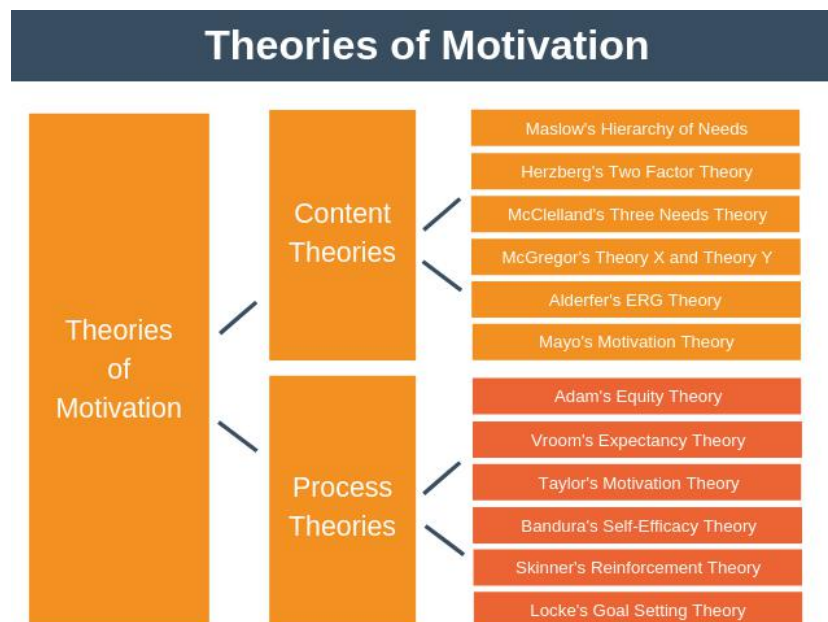 Theories of Motivation
Theories
of
Motivation
Content
Theories
Maslow's Hierarchy of Needs
Herzberg's Two Factor Theory
McClelland's Three Needs Theory
McGregor's Theory X and Theory Y
Alderfer's ERG Theory
Mayo's Motivation Theory
Process
Theories
Adam's Equity Theory
Vroom's Expectancy Theory
Taylor's Motivation Theory
Bandura's Self-Efficacy Theory
Skinner's Reinforcement Theory
Locke's Goal Setting Theory